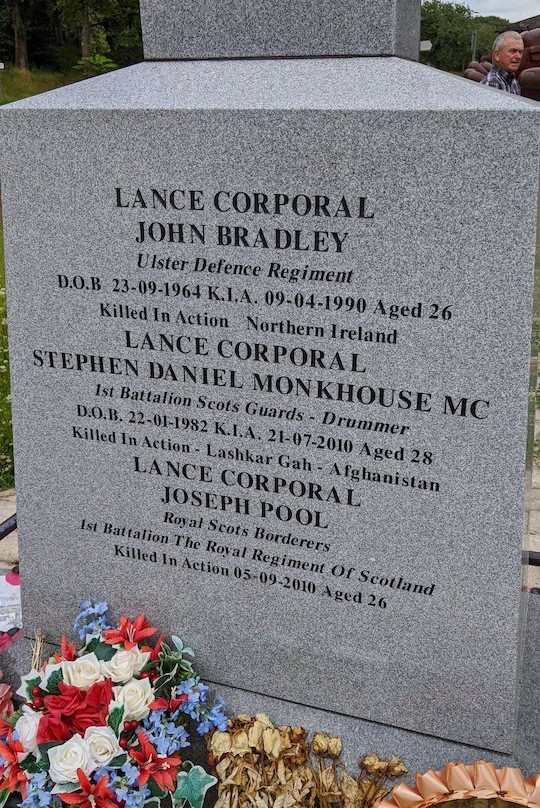 LANCE CORPORAL
JOHN BRADLEY
Ulster Defence Regiment
D.O.B 23-09-1964 K.I.A. 09-04-1990 Aged 26
Killed In Action Northern Ireland
LANCE CORPORAL
STEPHEN DANIEL MONKHOUSE MC
1st Battalion Scots Guards - Drummer
D.O.B. 22-01-1982 K.I.A. 21-07-2010 Aged 28
Killed In Action - Lashkar Gah - Afghanistan
LANCE CORPORAL
JOSEPH POOL
Royal Scots Borderers
1st Battalion The Royal Regiment Of Scotland
Killed In Action 05-09-2010 Aged 26